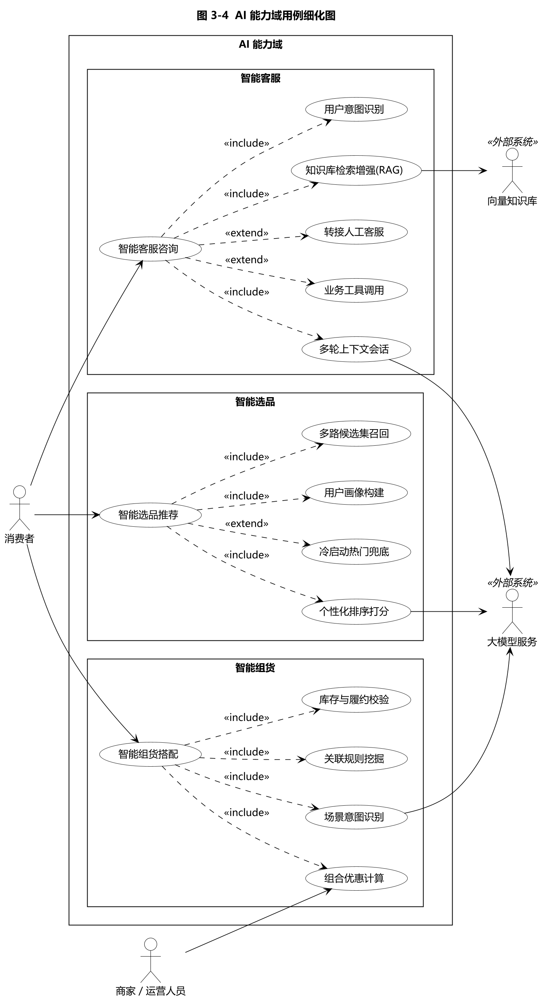 图 3-4 AI 能力域用例细化图
AI 能力域
智能客服
用户意图识别
«include»
«外部系统»
知识库检索增强(RAG)
«include»
向量知识库
转接人工客服
«extend»
智能客服咨询
«extend»
业务工具调用
«include»
多轮上下文会话
智能选品
多路候选集召回
«include»
用户画像构建
«include»
智能选品推荐
«extend»
消费者
冷启动热门兜底
«include»
«外部系统»
个性化排序打分
大模型服务
智能组货
库存与履约校验
«include»
智能组货搭配
«include»
关联规则挖掘
«include»
«include»
场景意图识别
组合优惠计算
商家 / 运营人员